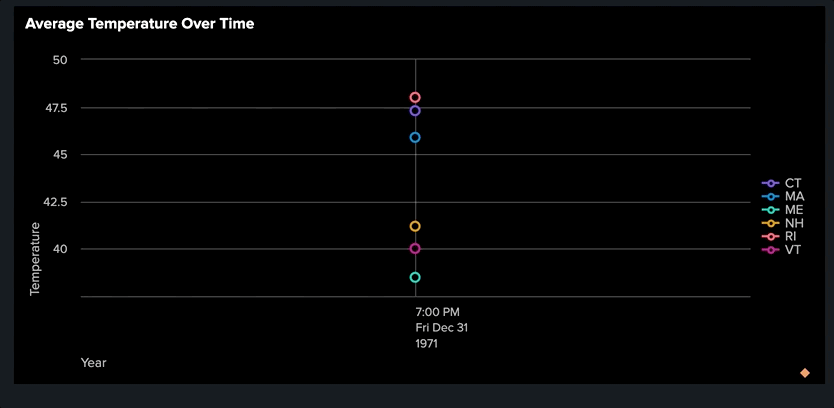 Average Temperature Over Time
50
47.5
45
42.5
40
Temperature
7:00 PM
Fri Dec 31
1971
Year
CT
MA
ME
NH
RI
VT